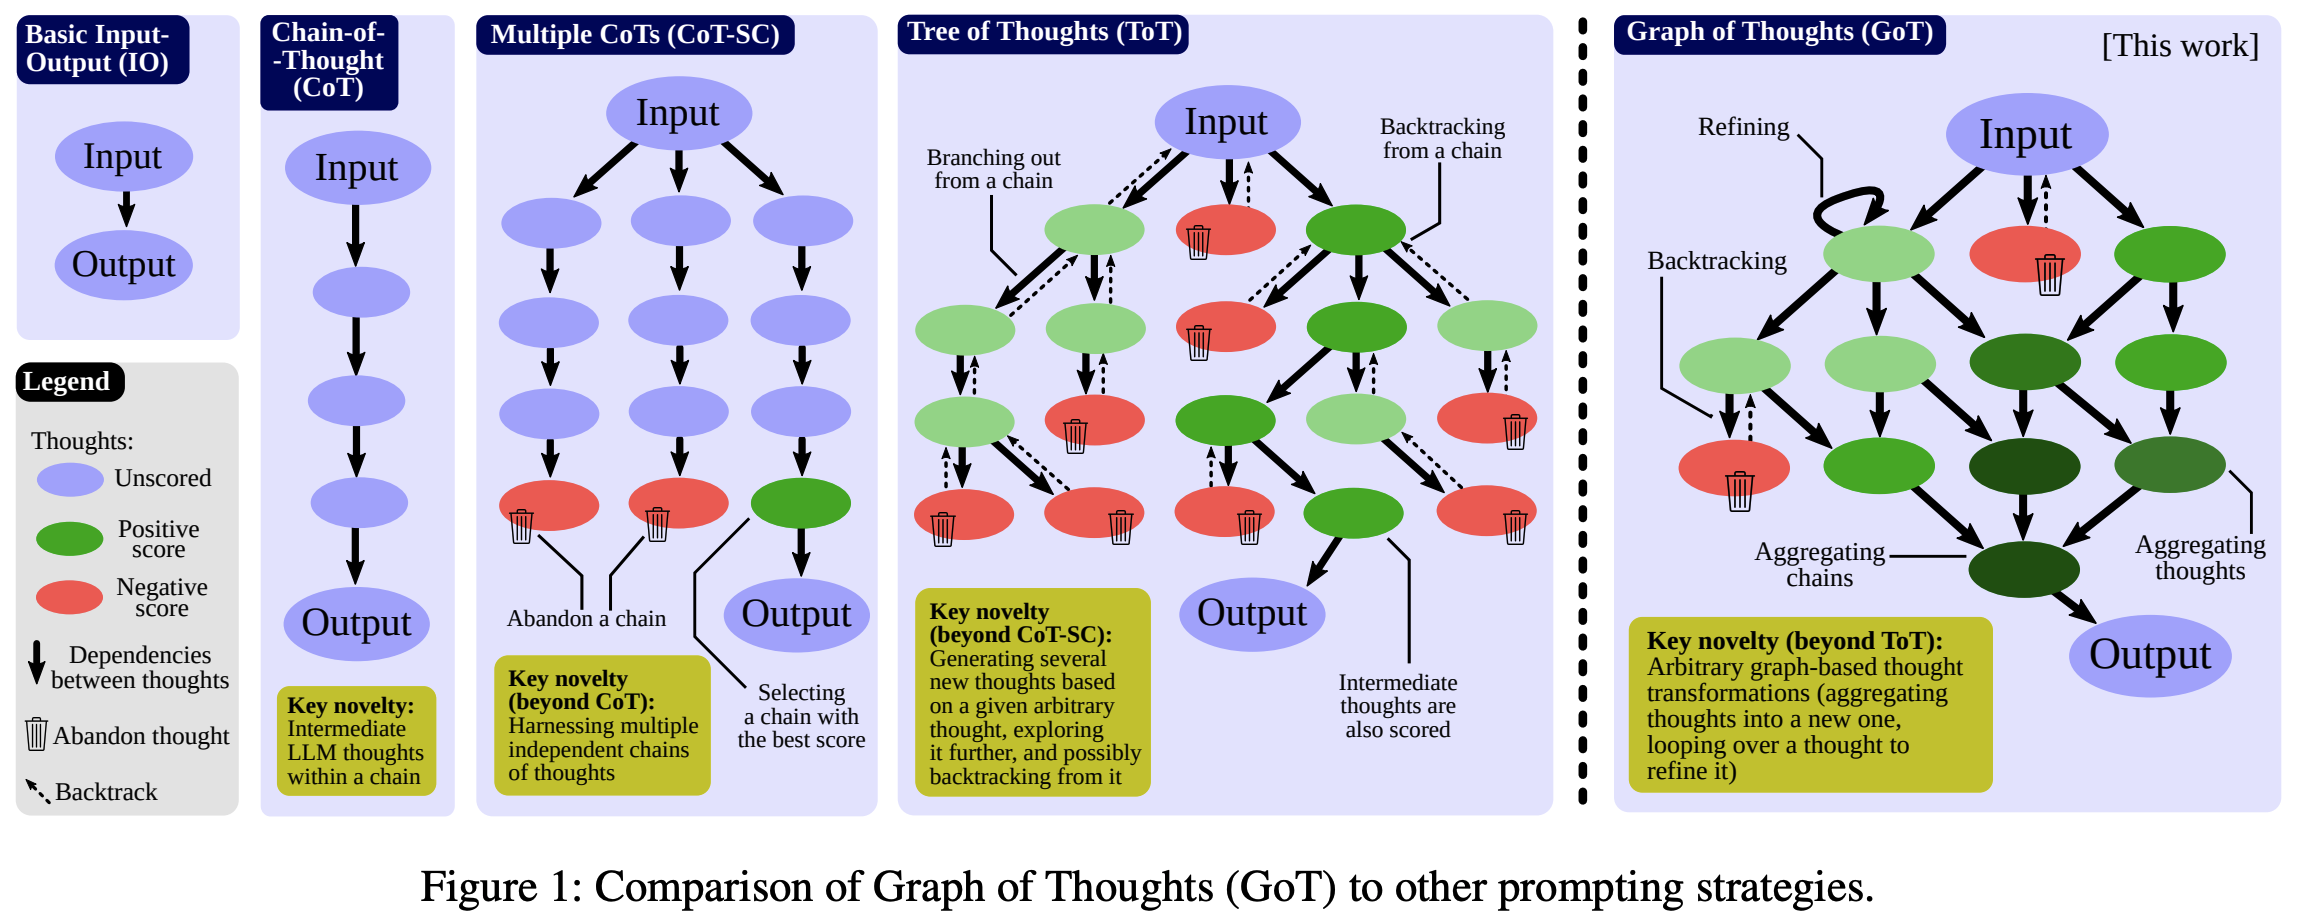 Basic Input-
Output (IO)
Input
Output
Legend
Thoughts:
Unscored
Positive
score
Negative
score
Dependencies
between thoughts
Abandon thought
Backtrack
Chain-of-
-Thought
(CoT)
Input
Output
Key novelty:
Intermediate
LLM thoughts
within a chain
Multiple CoTs (CoT-SC)
Input
Abandon a chain
Output
Selecting
a chain with
the best score
Key novelty
(beyond CoT):
Harnessing multiple
independent chains
of thoughts
Tree of Thoughts (ToT)
Input
Branching out
from a chain
Backtracking
from a chain
Output
Intermediate
thoughts are
also scored
Key novelty
(beyond CoT-SC):
Generating several
new thoughts based
on a given arbitrary
thought, exploring
it further, and possibly
backtracking from it
Graph of Thoughts (GoT)
[This work]
Refining
Input
Backtracking
Aggregating
chains
Aggregating
thoughts
Output
Key novelty (beyond ToT):
Arbitrary graph-based thought
transformations (aggregating
thoughts into a new one,
looping over a thought to
refine it)
Figure 1: Comparison of Graph of Thoughts (GoT) to other prompting strategies.